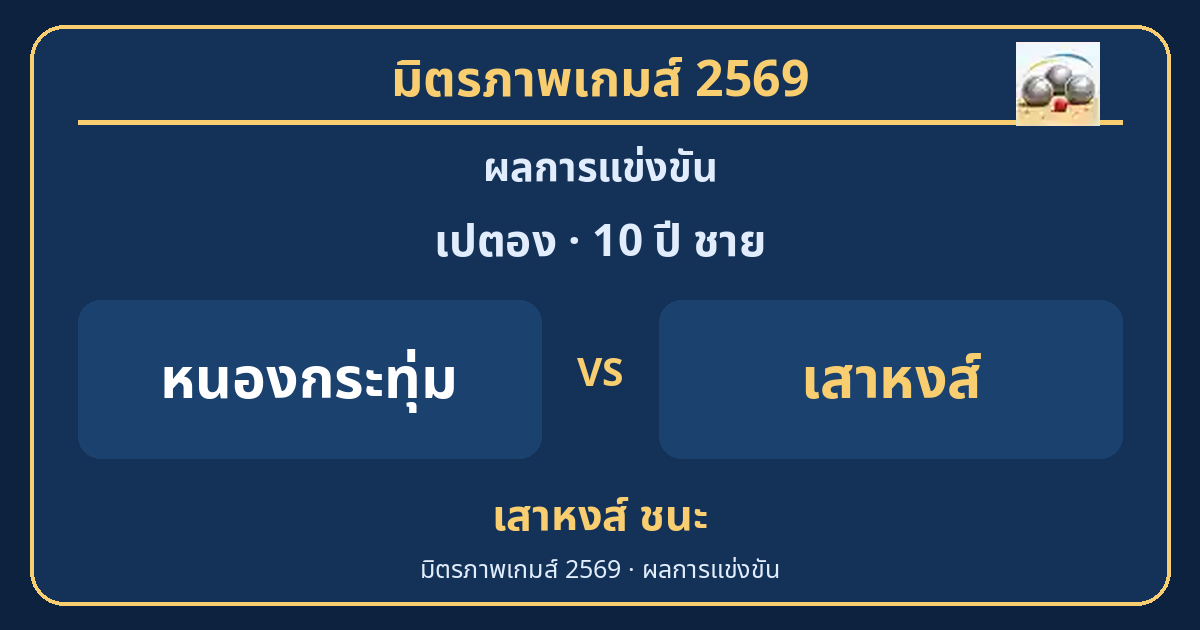 มิตรภาพเกมส์ 2569
ผลการแข่งขัน
เปตอง · 10 ปี ชาย
หนองกระทุ่ม
VS
เสาหงส์
เสาหงส์ ชนะ
มิตรภาพเกมส์ 2569 · ผลการแข่งขัน